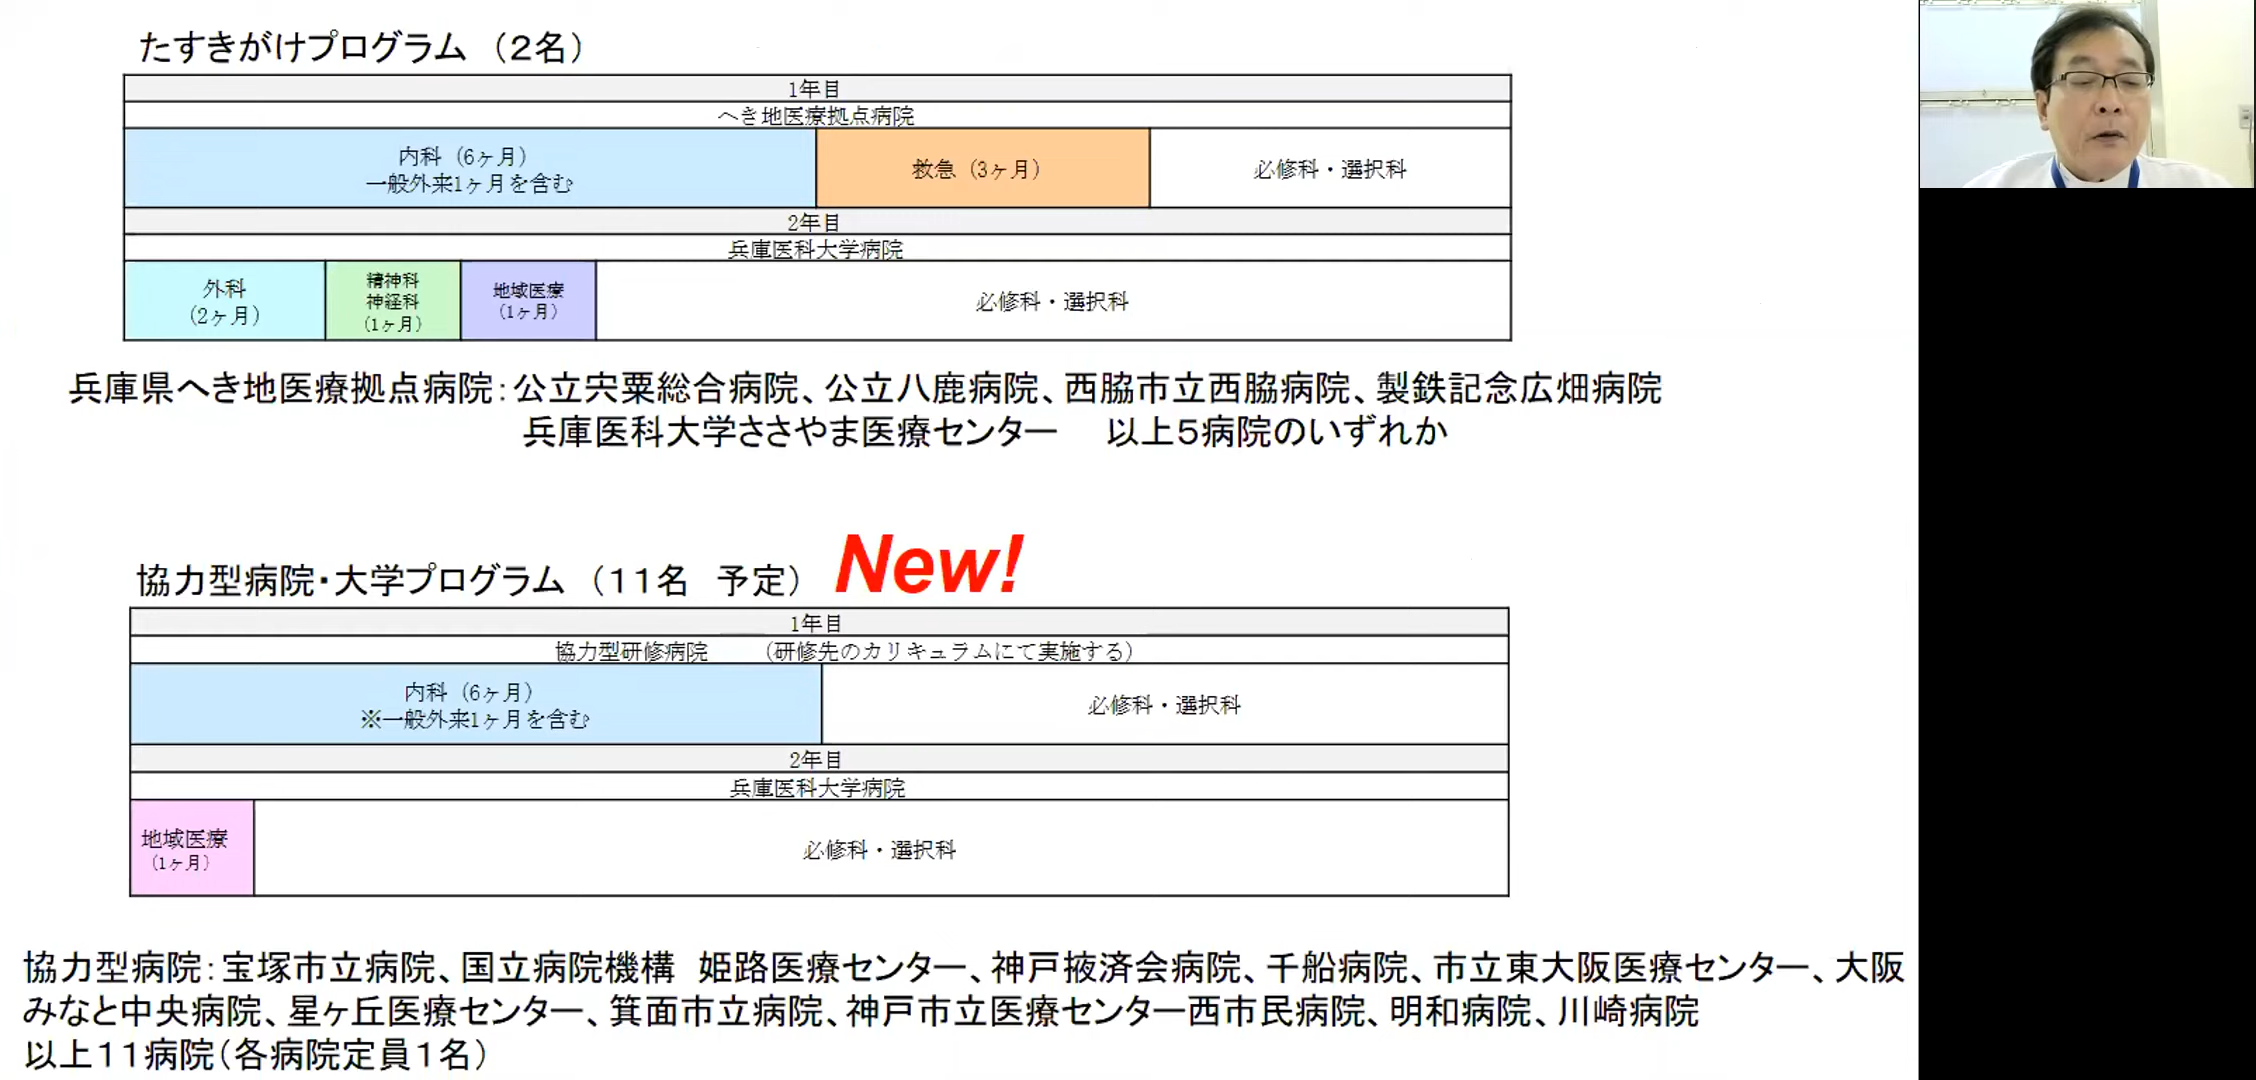 たすきがけプログラム （２名）
1年目
へき地医療拠点病院
内科（6ヶ月）
一般外来1ヶ月を含む
救急（3ヶ月）
必修科・選択科
2年目
兵庫医科大学病院
外科
（2ヶ月）
精神科
神経科
（1ヶ月）
地域医療
（1ヶ月）
必修科・選択科
兵庫県へき地医療拠点病院：公立宍粟総合病院、公立八鹿病院、西脇市立西脇病院、製鉄記念広畑病院
兵庫医科大学ささやま医療センター　以上５病院のいずれか
協力型病院・大学プログラム （１１名　予定） New!
1年目
協力型研修病院　　（研修先のカリキュラムにて実施する）
内科（6ヶ月）
※一般外来1ヶ月を含む
必修科・選択科
2年目
兵庫医科大学病院
地域医療
（1ヶ月）
必修科・選択科
協力型病院：宝塚市立病院、国立病院機構　姫路医療センター、神戸掖済会病院、千船病院、市立東大阪医療センター、大阪
みなと中央病院、星ヶ丘医療センター、箕面市立病院、神戸市立医療センター西市民病院、明和病院、川崎病院
以上１１病院（各病院定員１名）